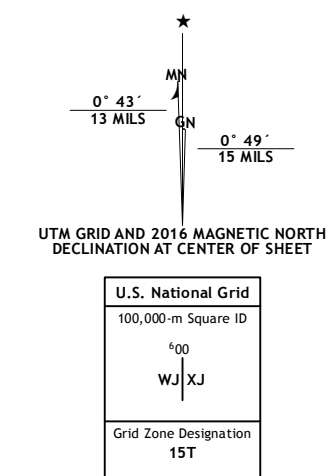 ★
MN
0° 43´
13 MILS
GN
0° 49´
15 MILS
UTM GRID AND 2016 MAGNETIC NORTH
DECLINATION AT CENTER OF SHEET
U.S. National Grid
100,000-m Square ID
⁶00
WJ XJ
Grid Zone Designation
15T